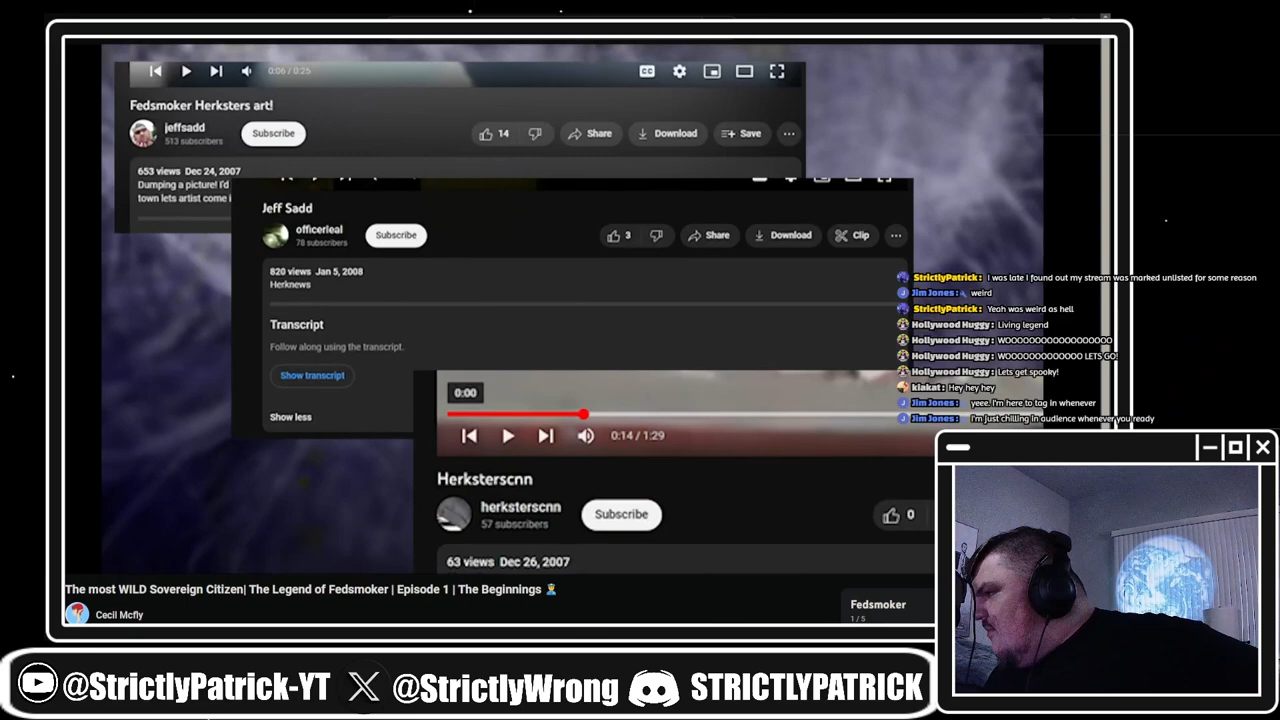 0:06 / 0:25
CC
Fedsmoker Herksters art!
jeffsadd
513 subscribers
Subscribe
14
Share
Download
Save
653 views Dec 24, 2007
Dumping a picture! I'd
town lets artist come i
Jeff Sadd
officerleal
78 subscribers
Subscribe
3
Share
Download
Clip
820 views Jan 5, 2008
Herknews
Transcript
Follow along using the transcript.
Show transcript
Show less
0:00
0:14 / 1:29
Herksterscnn
herksterscnn
57 subscribers
Subscribe
0
63 views Dec 26, 2007
StrictlyPatrick: I was late I found out my stream was marked unlisted for some reason
Jim Jones: weird
StrictlyPatrick: Yeah was weird as hell
Hollywood Huggy: Living legend
Hollywood Huggy: WOOOOOOOOOOOOOOOOOO
Hollywood Huggy: WOOOOOOOOOOOOO LETS GO!
Hollywood Huggy: Lets get spooky!
klakat: Hey hey hey
Jim Jones: yeee. I'm here to tag in whenever
Jim Jones: I'm just chilling in audience whenever you ready
The most WILD Sovereign Citizen| The Legend of Fedsmoker | Episode 1 | The Beginnings
Cecil Mcfly
Fedsmoker
1 / 5
@StrictlyPatrick-YT
@StrictlyWrong
STRICTLYPATRICK